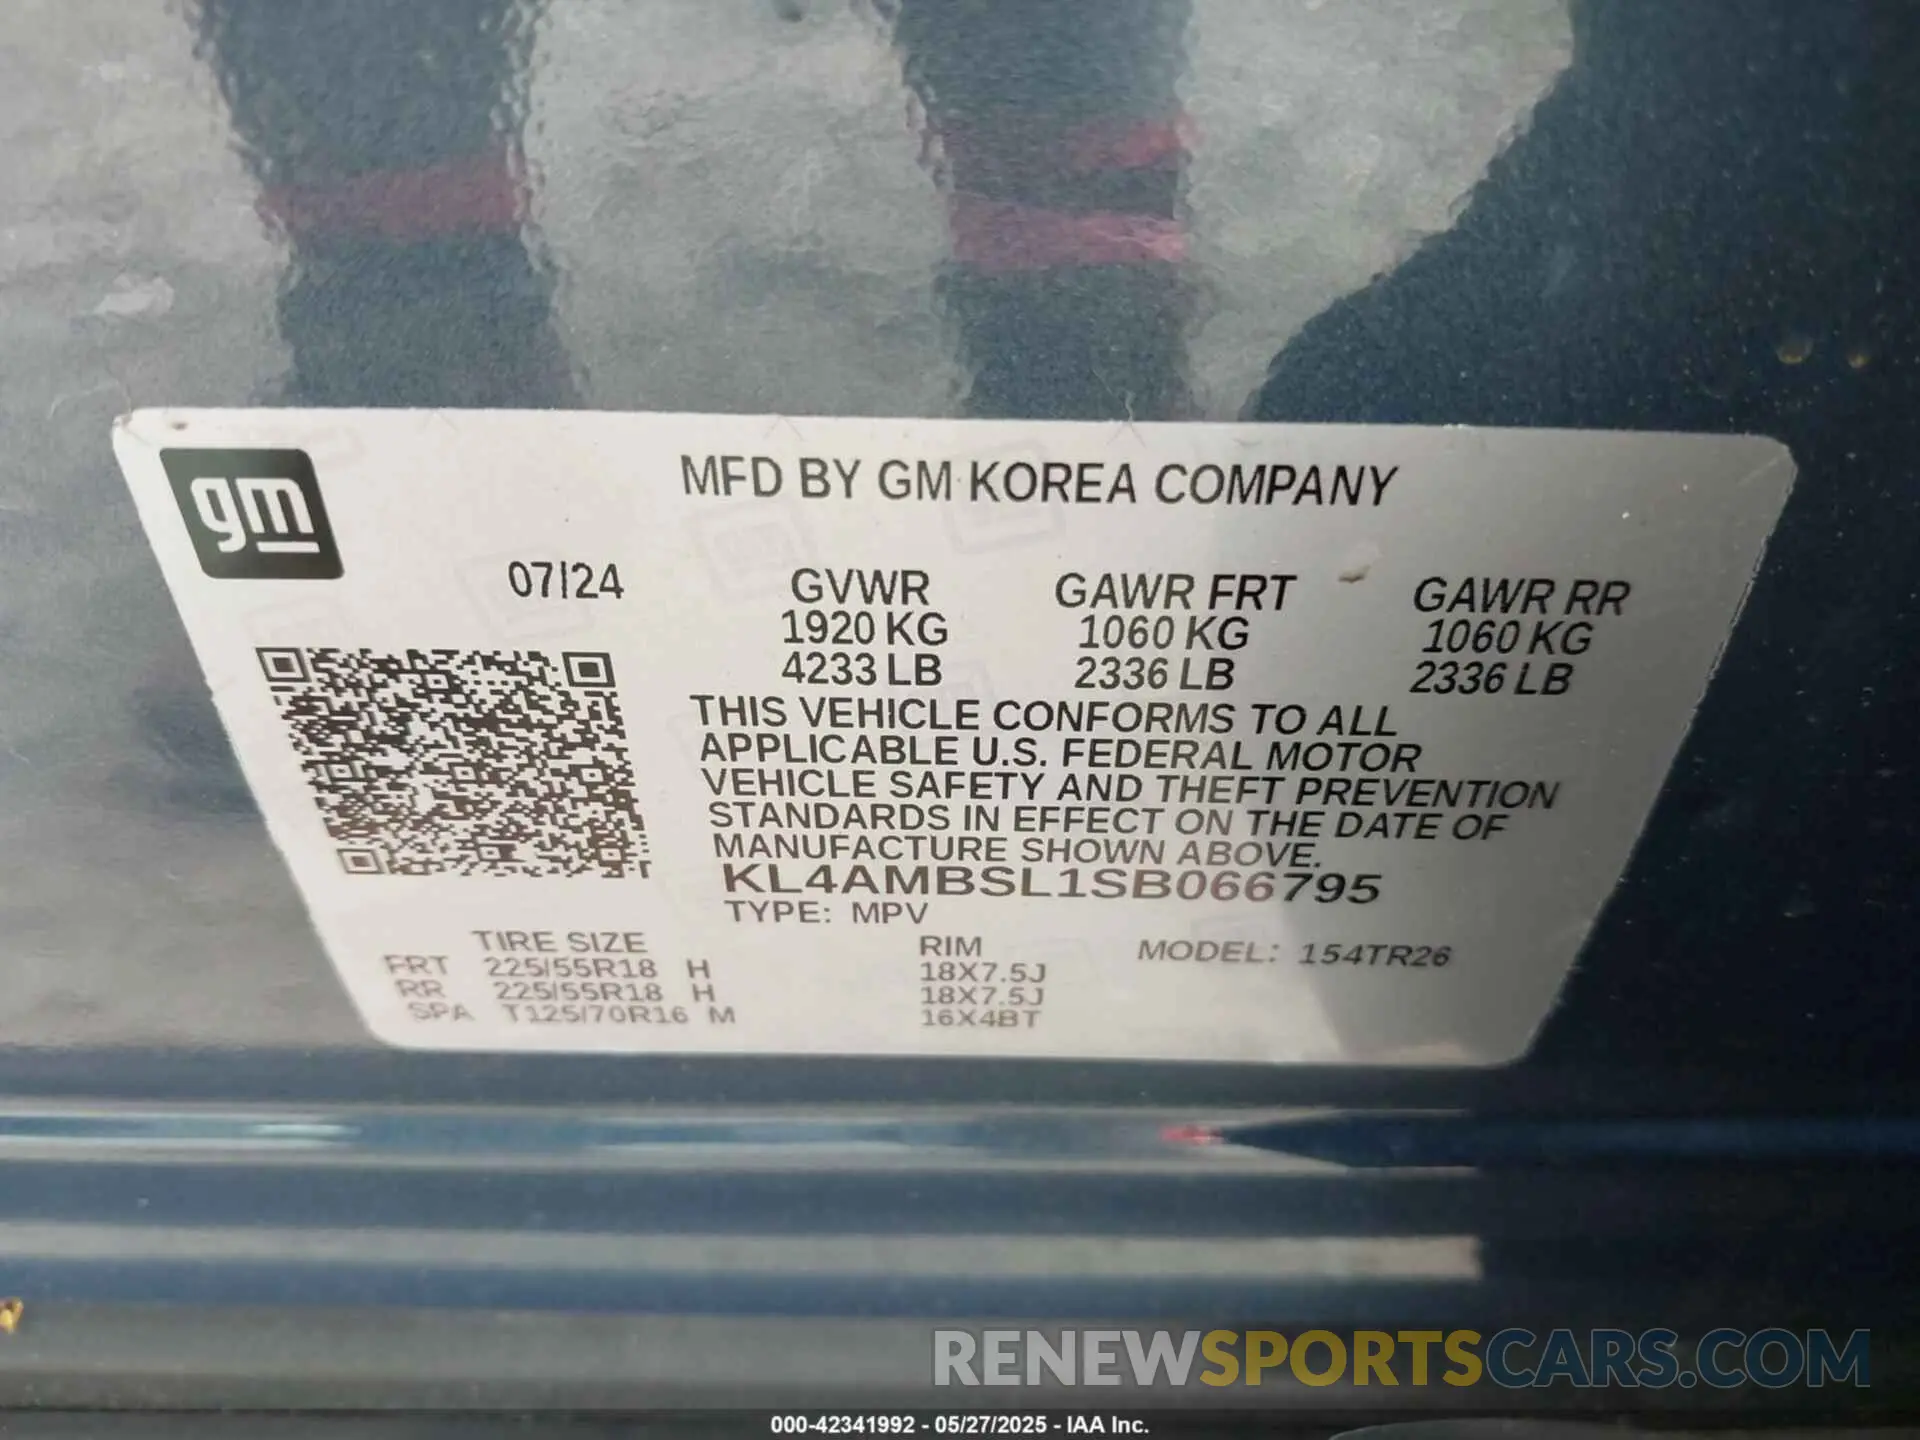 gm
MFD BY GM KOREA COMPANY
07/24
GVWR GAWR FRT GAWR RR
1920 KG 1060 KG 1060 KG
4233 LB 2336 LB 2336 LB
THIS VEHICLE CONFORMS TO ALL
APPLICABLE U.S. FEDERAL MOTOR
VEHICLE SAFETY AND THEFT PREVENTION
STANDARDS IN EFFECT ON THE DATE OF
MANUFACTURE SHOWN ABOVE.
KL4AMBSL1SB066795
TYPE: MPV
TIRE SIZE RIM MODEL: 154TR26
FRT 225/55R18 H 18X7.5J
RR 225/55R18 H 18X7.5J
SPA T125/70R16 M 16X4BT
RENEWSPORTSCARS.COM
000-42341992 - 05/27/2025 - IAA Inc.